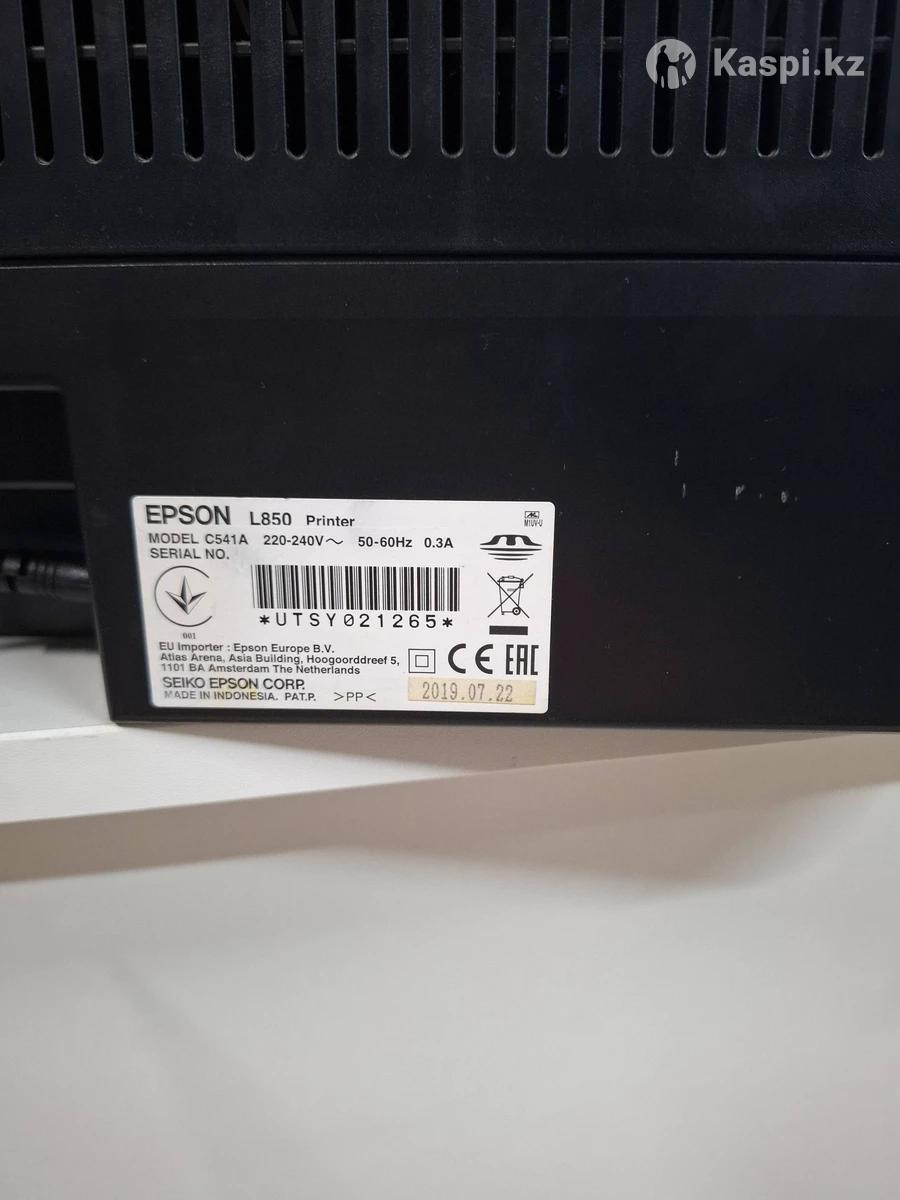 Kaspi.kz
EPSON L850 Printer
MODEL C541A 220-240V～ 50-60Hz 0.3A
SERIAL NO.
M1UV-U
*UTSY021265*
001
EU Importer : Epson Europe B.V.
Atlas Arena, Asia Building, Hoogoorddreef 5,
1101 BA Amsterdam The Netherlands
CE EAC
SEIKO EPSON CORP.
MADE IN INDONESIA. PAT.P. >PP<
2019.07.22